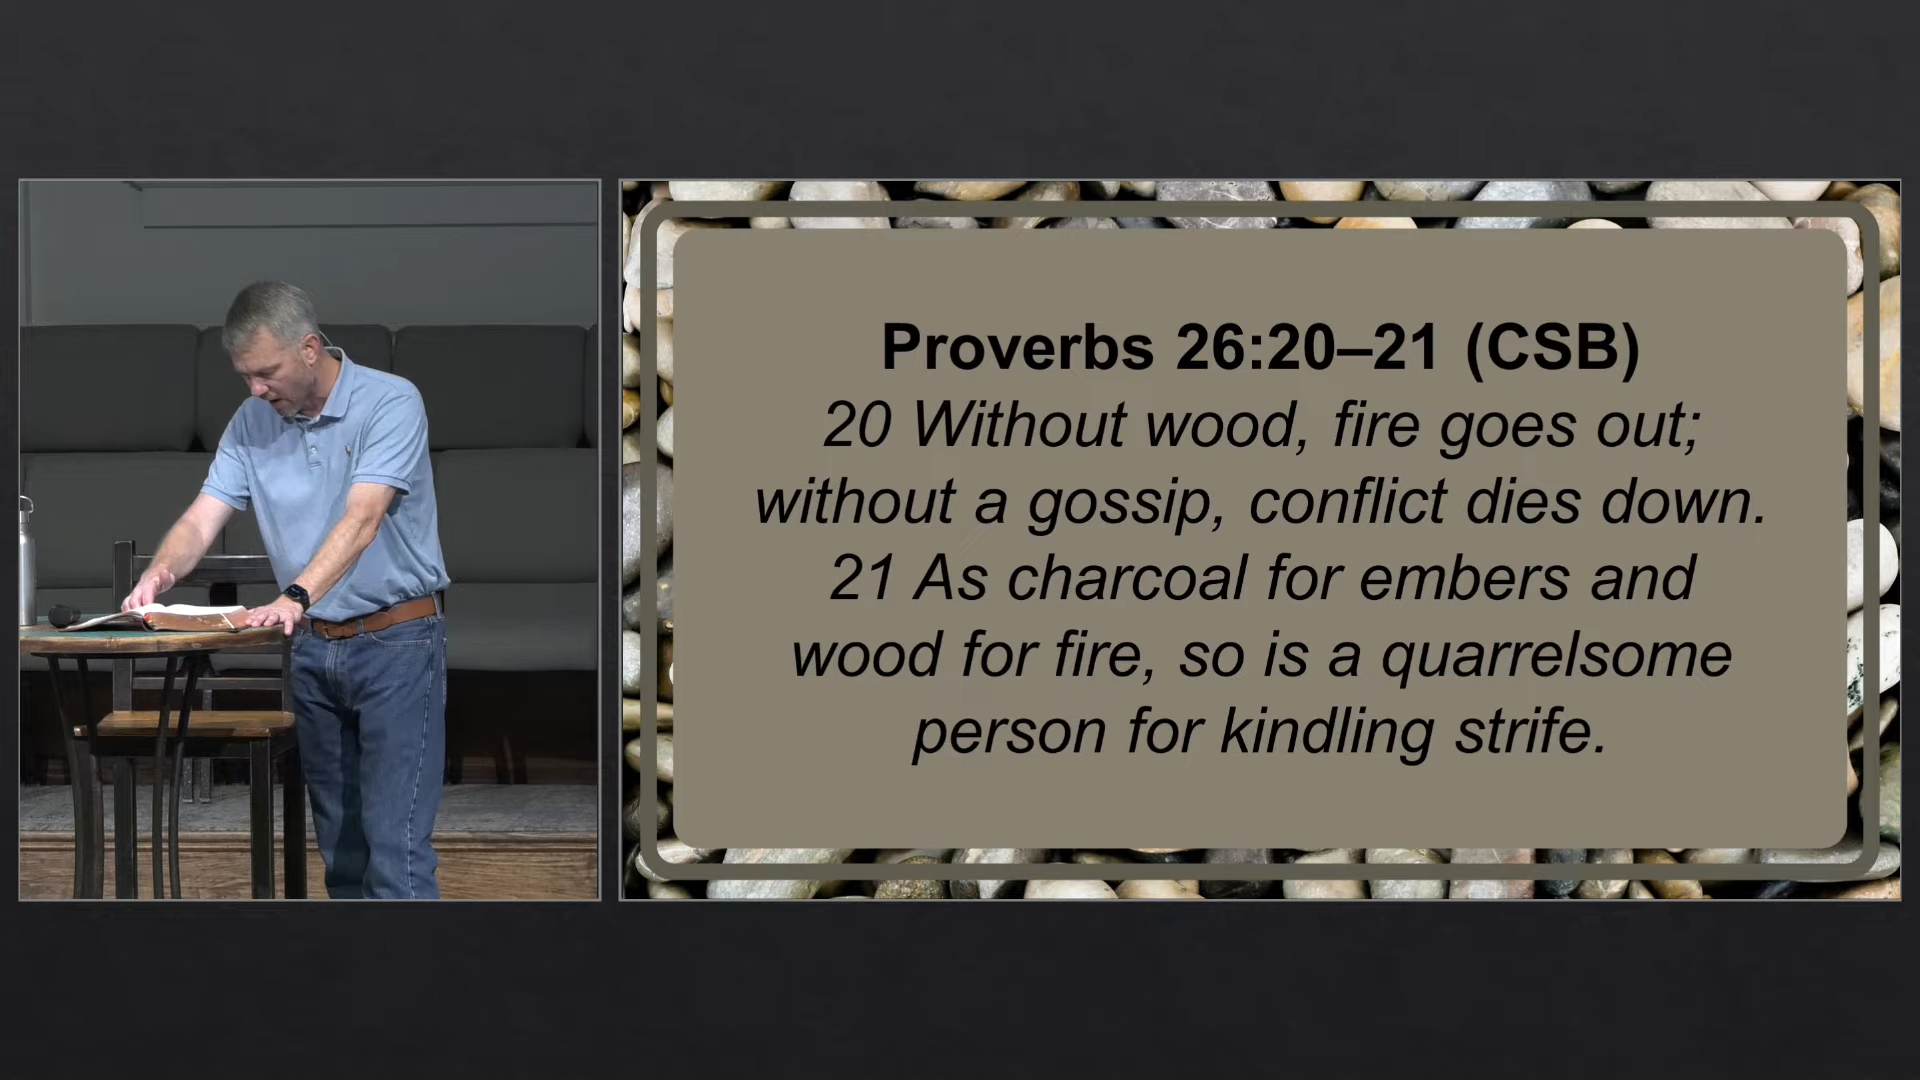 Proverbs 26:20–21 (CSB)
20 Without wood, fire goes out;
without a gossip, conflict dies down.
21 As charcoal for embers and
wood for fire, so is a quarrelsome
person for kindling strife.